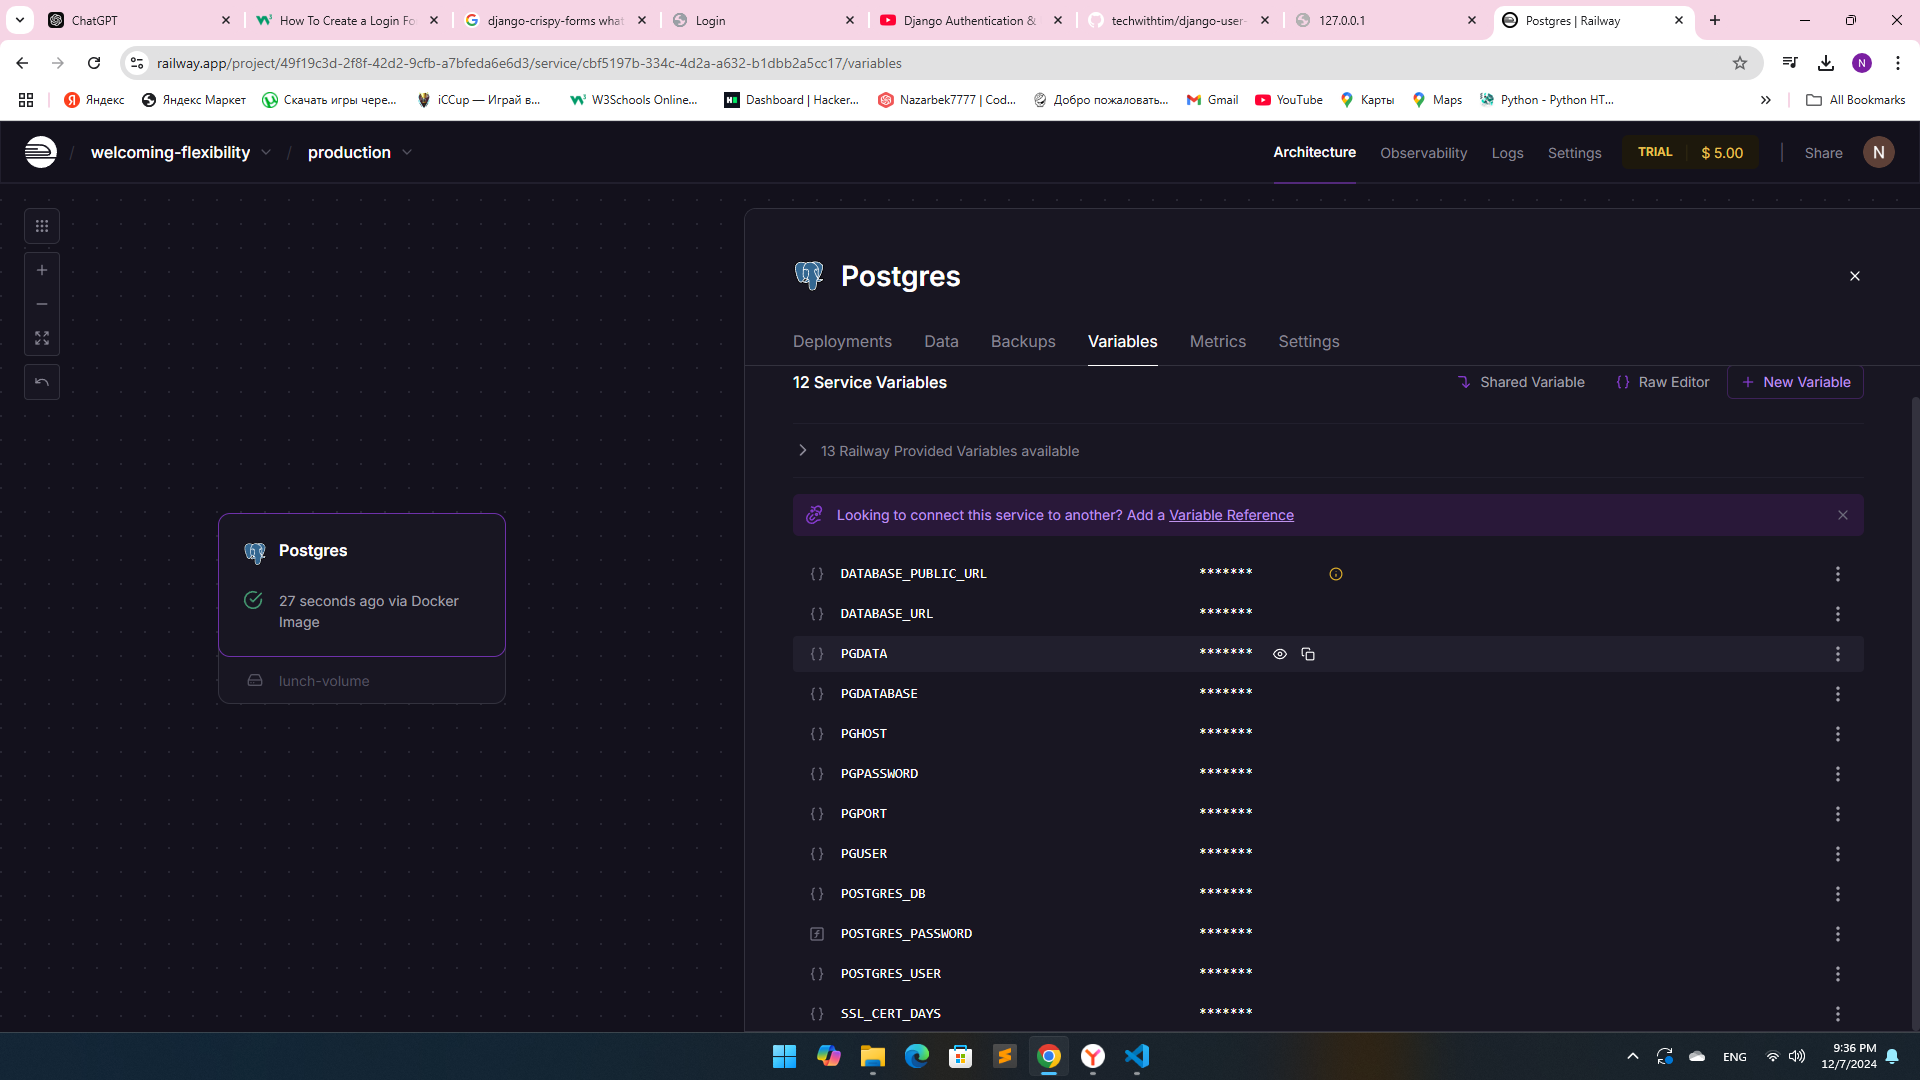 ChatGPT
How To Create a Login Fo
django-crispy-forms what
Login
Django Authentication &
techwithtim/django-user-
127.0.0.1
Postgres | Railway
railway.app/project/49f19c3d-2f8f-42d2-9cfb-a7bfeda6e6d3/service/cbf5197b-334c-4d2a-a632-b1dbb2a5cc17/variables
N
Яндекс
Яндекс Маркет
Скачать игры чере...
iCCup — Играй в...
W3Schools Online...
Dashboard | Hacker...
Nazarbek7777 | Cod...
Добро пожаловать...
Gmail
YouTube
Карты
Maps
Python - Python HT...
All Bookmarks
/ welcoming-flexibility / production
Architecture
Observability
Logs
Settings
TRIAL
$ 5.00
Share
N
Postgres
Deployments
Data
Backups
Variables
Metrics
Settings
12 Service Variables
Shared Variable
{} Raw Editor
+ New Variable
13 Railway Provided Variables available
Looking to connect this service to another? Add a Variable Reference
{} DATABASE_PUBLIC_URL *******
{} DATABASE_URL *******
{} PGDATA *******
{} PGDATABASE *******
{} PGHOST *******
{} PGPASSWORD *******
{} PGPORT *******
{} PGUSER *******
{} POSTGRES_DB *******
POSTGRES_PASSWORD *******
{} POSTGRES_USER *******
{} SSL_CERT_DAYS *******
Postgres
27 seconds ago via Docker
Image
lunch-volume
ENG
9:36 PM
12/7/2024